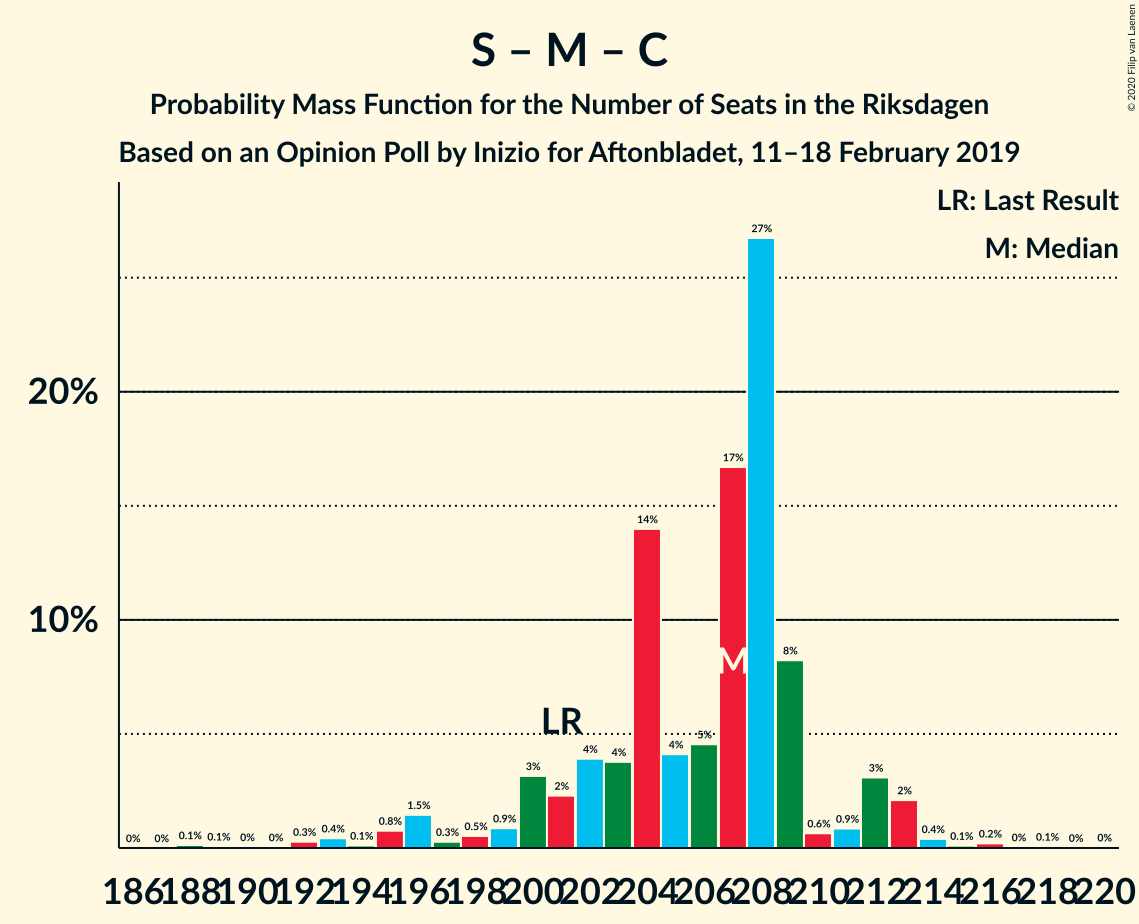 S – M – C
Probability Mass Function for the Number of Seats in the Riksdagen
Based on an Opinion Poll by Inizio for Aftonbladet, 11–18 February 2019
© 2020 Filip van Laenen
LR: Last Result
M: Median
20%
10%
0% 0% 0.1% 0.1% 0% 0% 0.3% 0.4% 0.1% 0.8% 1.5% 0.3% 0.5% 0.9% 3% 2% 4% 4% 14% 4% 5% 17% 27% 8% 0.6% 0.9% 3% 2% 0.4% 0.1% 0.2% 0% 0.1% 0% 0%
LR
M
186 188 190 192 194 196 198 200 202 204 206 208 210 212 214 216 218 220